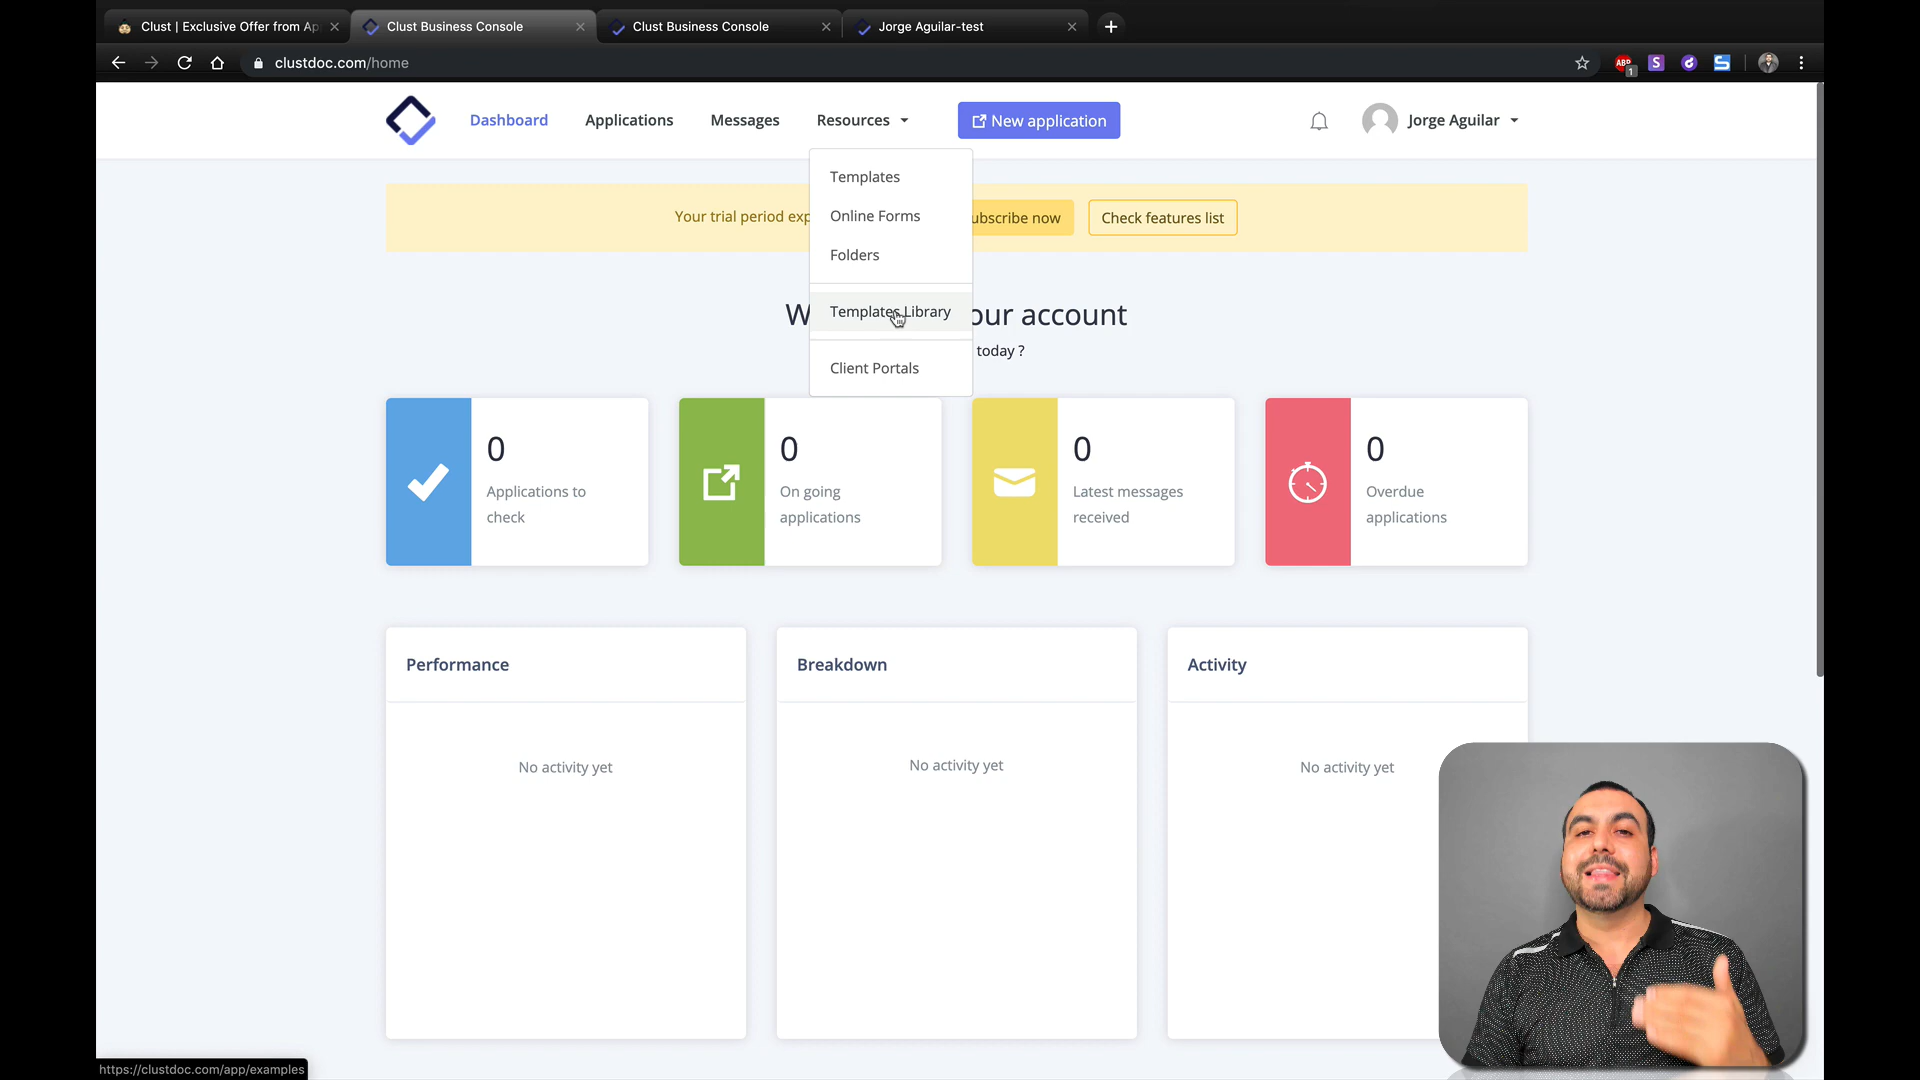 Clust | Exclusive Offer from Ap
Clust Business Console
Clust Business Console
Jorge Aguilar-test
clustdoc.com/home
ABP
1
S
Dashboard
Applications
Messages
Resources
New application
Jorge Aguilar
Templates
Online Forms
Folders
Templates Library
Client Portals
Your trial period exp
ubscribe now
Check features list
W
our account
today ?
0
Applications to
check
0
On going
applications
0
Latest messages
received
0
Overdue
applications
Performance
No activity yet
Breakdown
No activity yet
Activity
No activity yet
https://clustdoc.com/app/examples